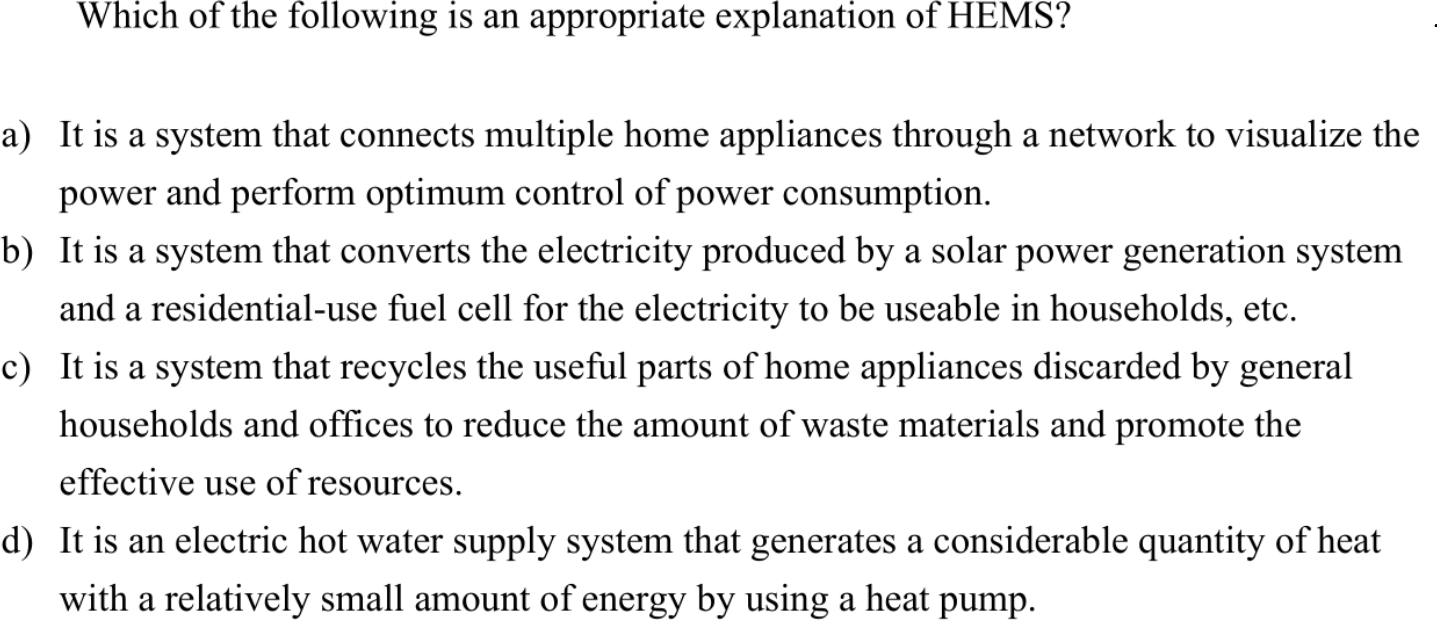 Which of the following is an appropriate explanation of HEMS?
a) It is a system that connects multiple home appliances through a network to visualize the
power and perform optimum control of power consumption.
b) It is a system that converts the electricity produced by a solar power generation system
and a residential-use fuel cell for the electricity to be useable in households, etc.
c) It is a system that recycles the useful parts of home appliances discarded by general
households and offices to reduce the amount of waste materials and promote the
effective use of resources.
d) It is an electric hot water supply system that generates a considerable quantity of heat
with a relatively small amount of energy by using a heat pump.